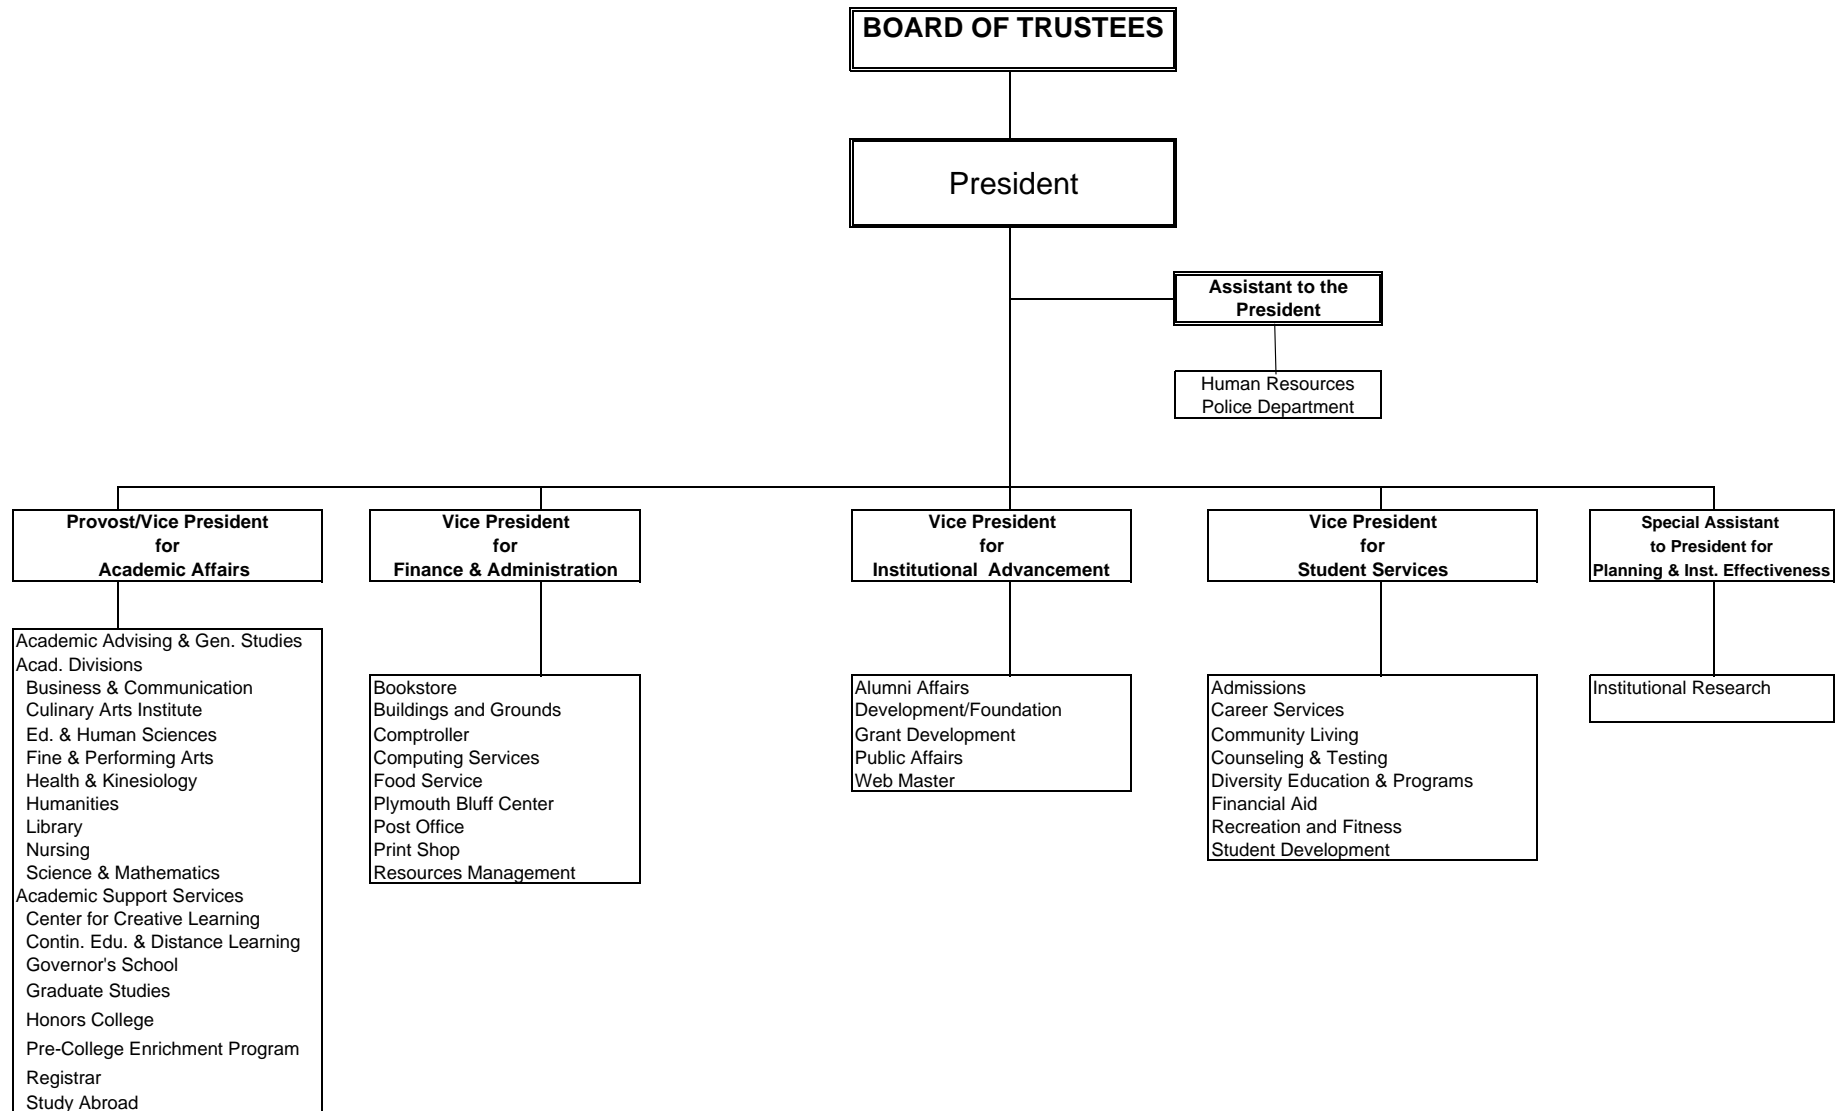 BOARD OF TRUSTEES
President
Assistant to the
President
Human Resources
Police Department
Provost/Vice President
for
Academic Affairs
Vice President
for
Finance & Administration
Vice President
for
Institutional Advancement
Vice President
for
Student Services
Special Assistant
to President for
Planning & Inst. Effectiveness
Academic Advising & Gen. Studies
Acad. Divisions
Business & Communication
Culinary Arts Institute
Ed. & Human Sciences
Fine & Performing Arts
Health & Kinesiology
Humanities
Library
Nursing
Science & Mathematics
Academic Support Services
Center for Creative Learning
Contin. Edu. & Distance Learning
Governor's School
Graduate Studies
Honors College
Pre-College Enrichment Program
Registrar
Study Abroad
Bookstore
Buildings and Grounds
Comptroller
Computing Services
Food Service
Plymouth Bluff Center
Post Office
Print Shop
Resources Management
Alumni Affairs
Development/Foundation
Grant Development
Public Affairs
Web Master
Admissions
Career Services
Community Living
Counseling & Testing
Diversity Education & Programs
Financial Aid
Recreation and Fitness
Student Development
Institutional Research